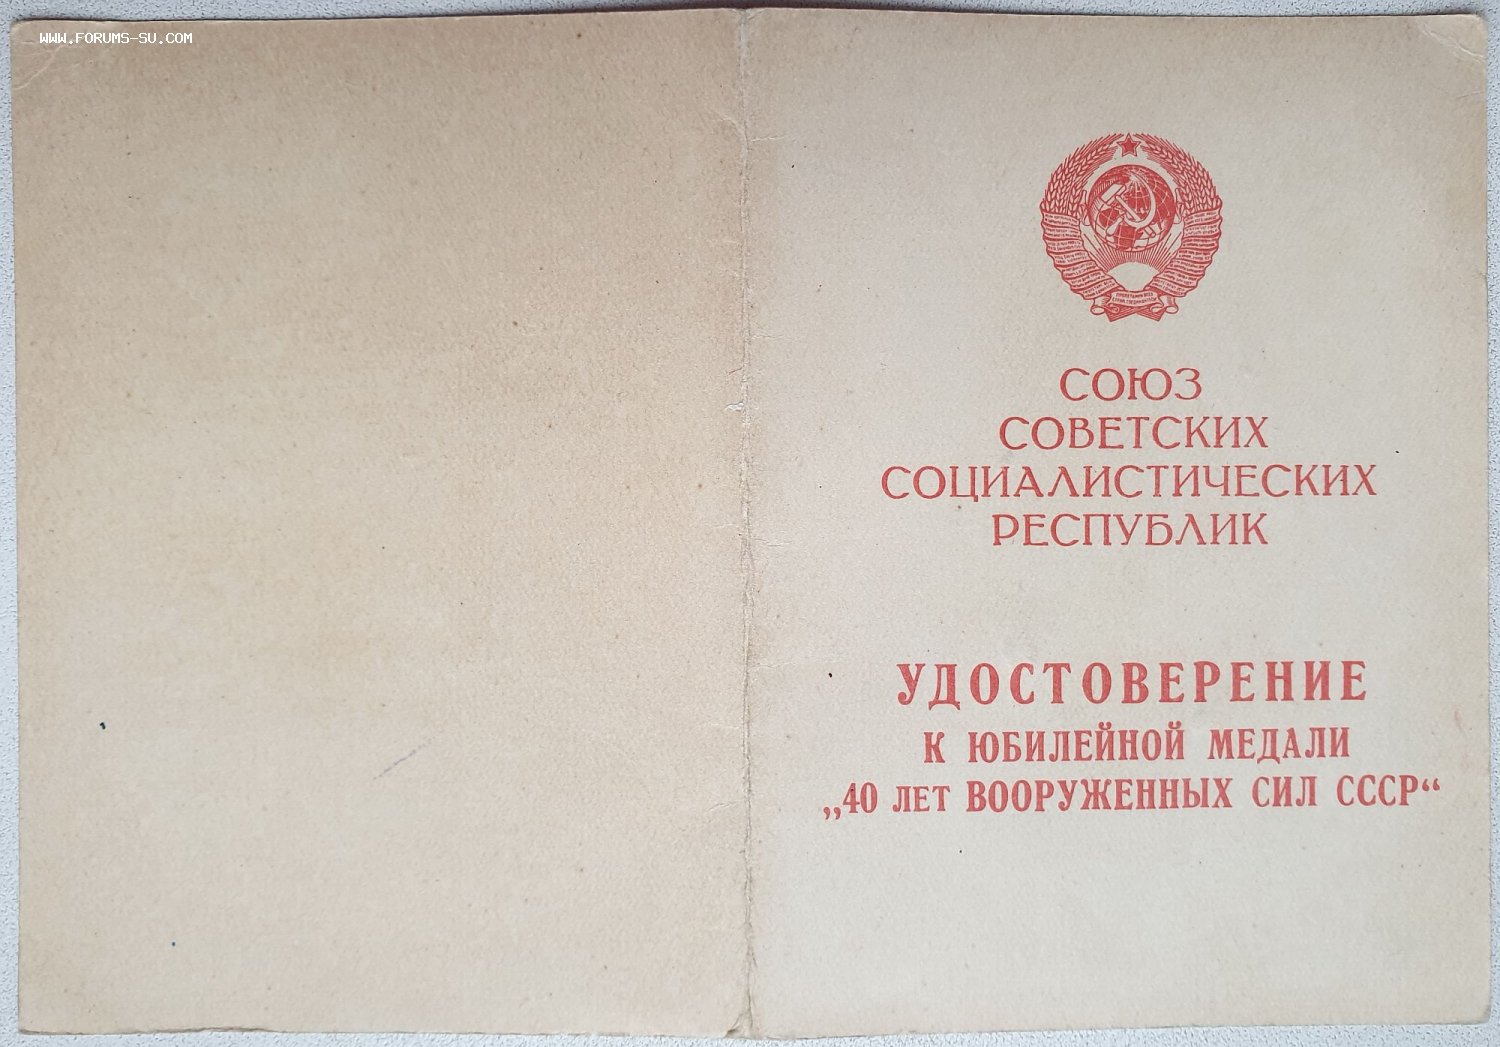 WWW.FORUMS-SU.COM
СОЮЗ
СОВЕТСКИХ
СОЦИАЛИСТИЧЕСКИХ
РЕСПУБЛИК
УДОСТОВЕРЕНИЕ
К ЮБИЛЕЙНОЙ МЕДАЛИ
„40 ЛЕТ ВООРУЖЕННЫХ СИЛ СССР“